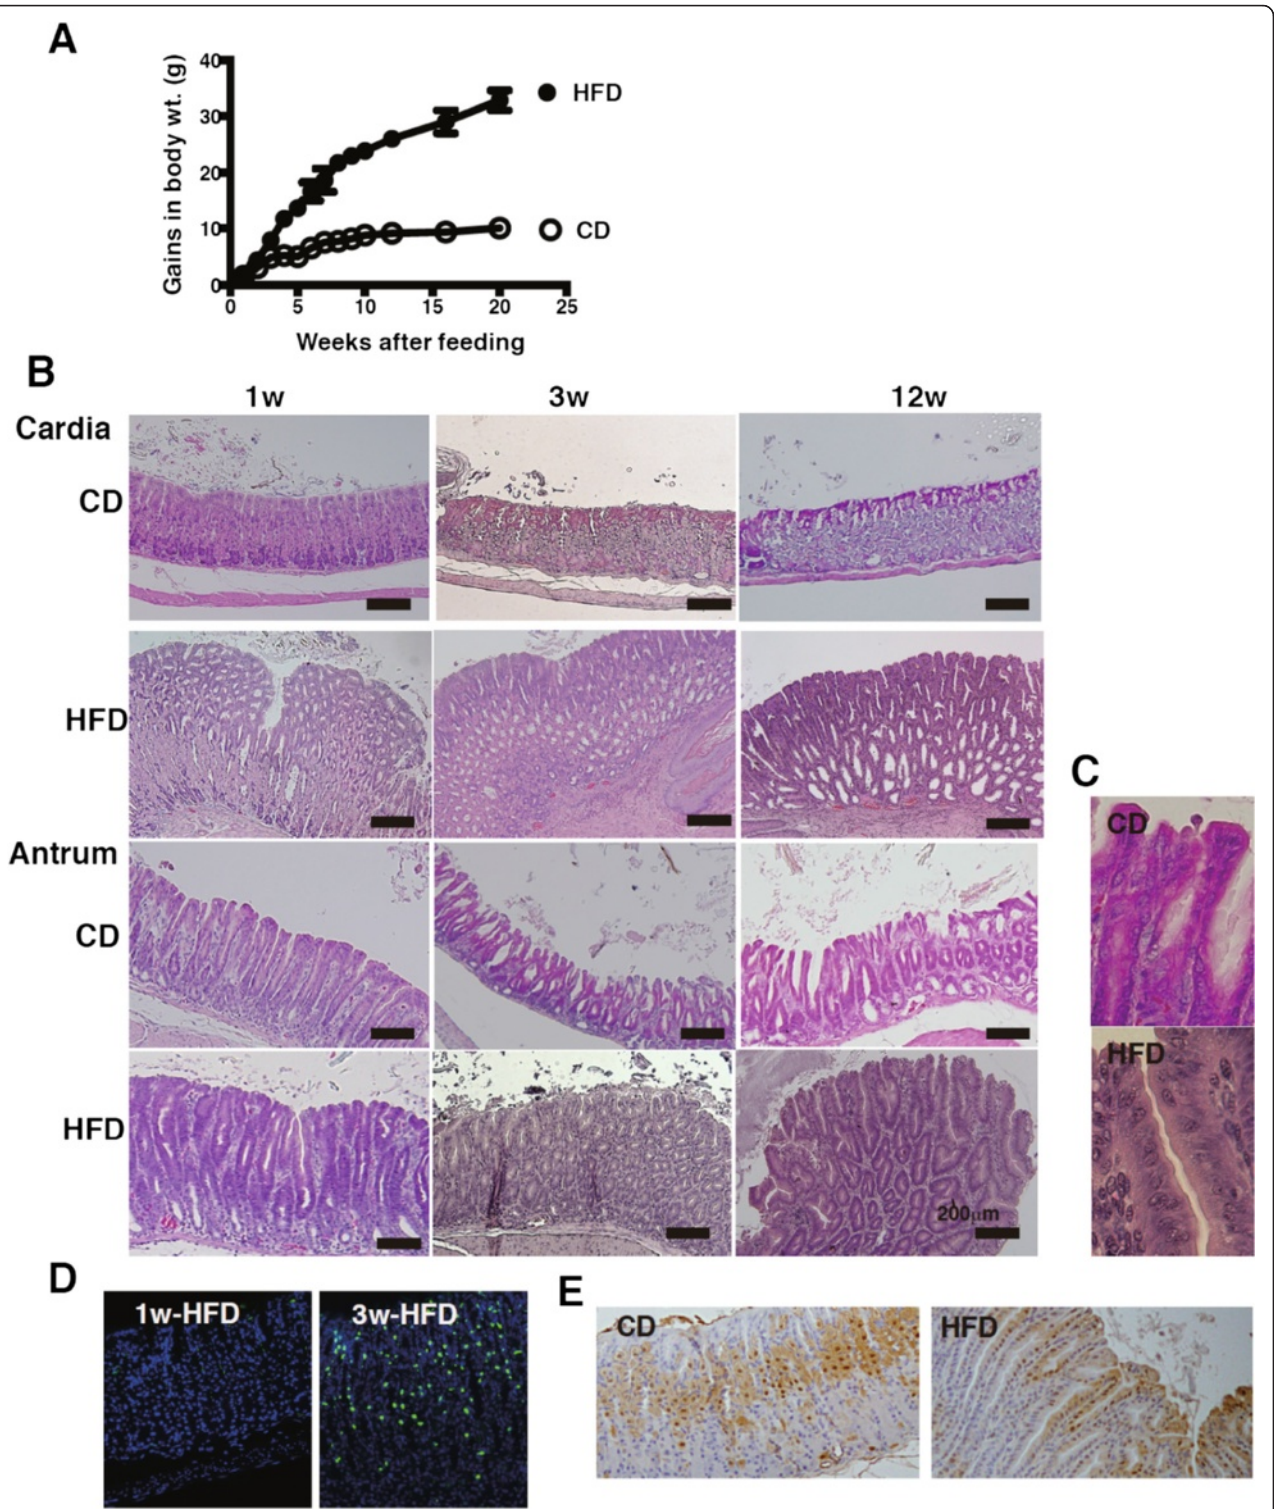 A
Gains in body wt. (g)
40
30
20
10
0
0 5 10 15 20 25
Weeks after feeding
HFD
CD
B
1w 3w 12w
Cardia
CD
HFD
Antrum
CD
HFD
200μm
C
CD
HFD
D
1w-HFD 3w-HFD
E
CD HFD